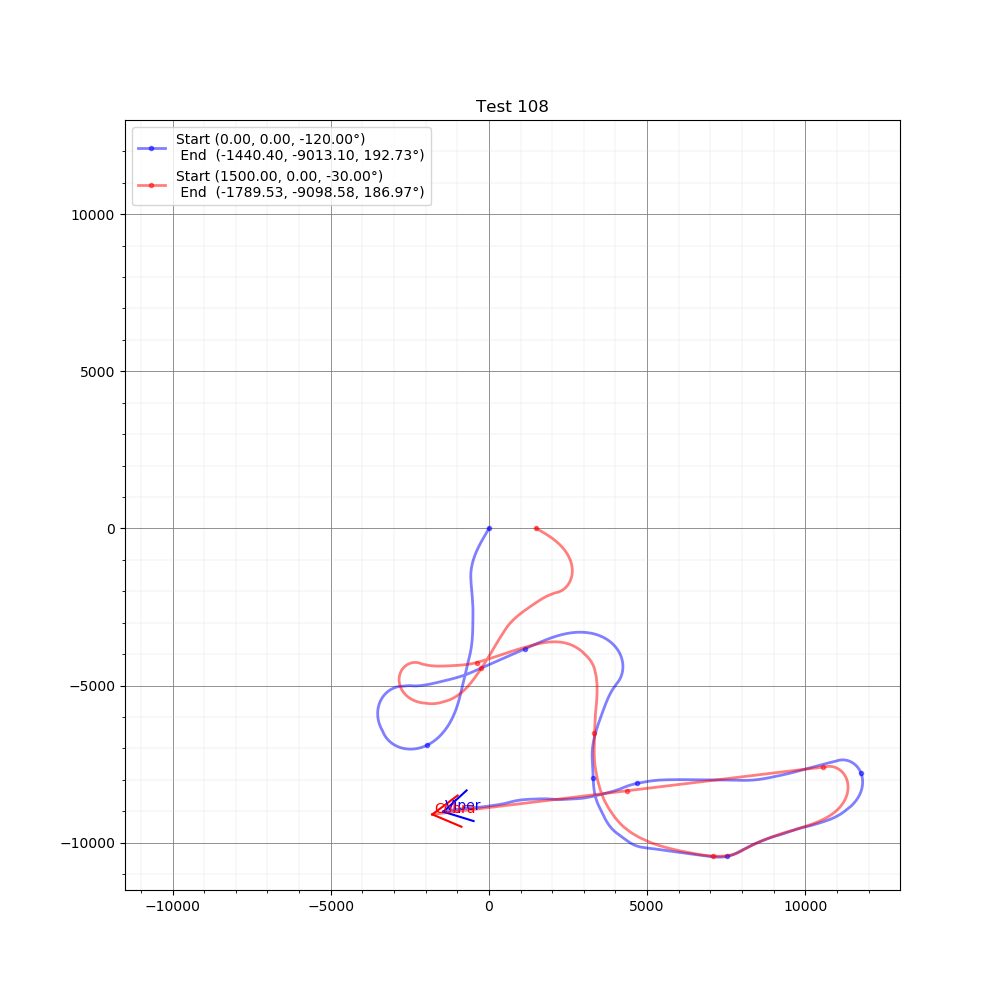 Test 108
Start (0.00, 0.00, -120.00°)
End (-1440.40, -9013.10, 192.73°)
Start (1500.00, 0.00, -30.00°)
End (-1789.53, -9098.58, 186.97°)
10000
5000
0
−5000
−10000
Viper
−10000 −5000 0 5000 10000